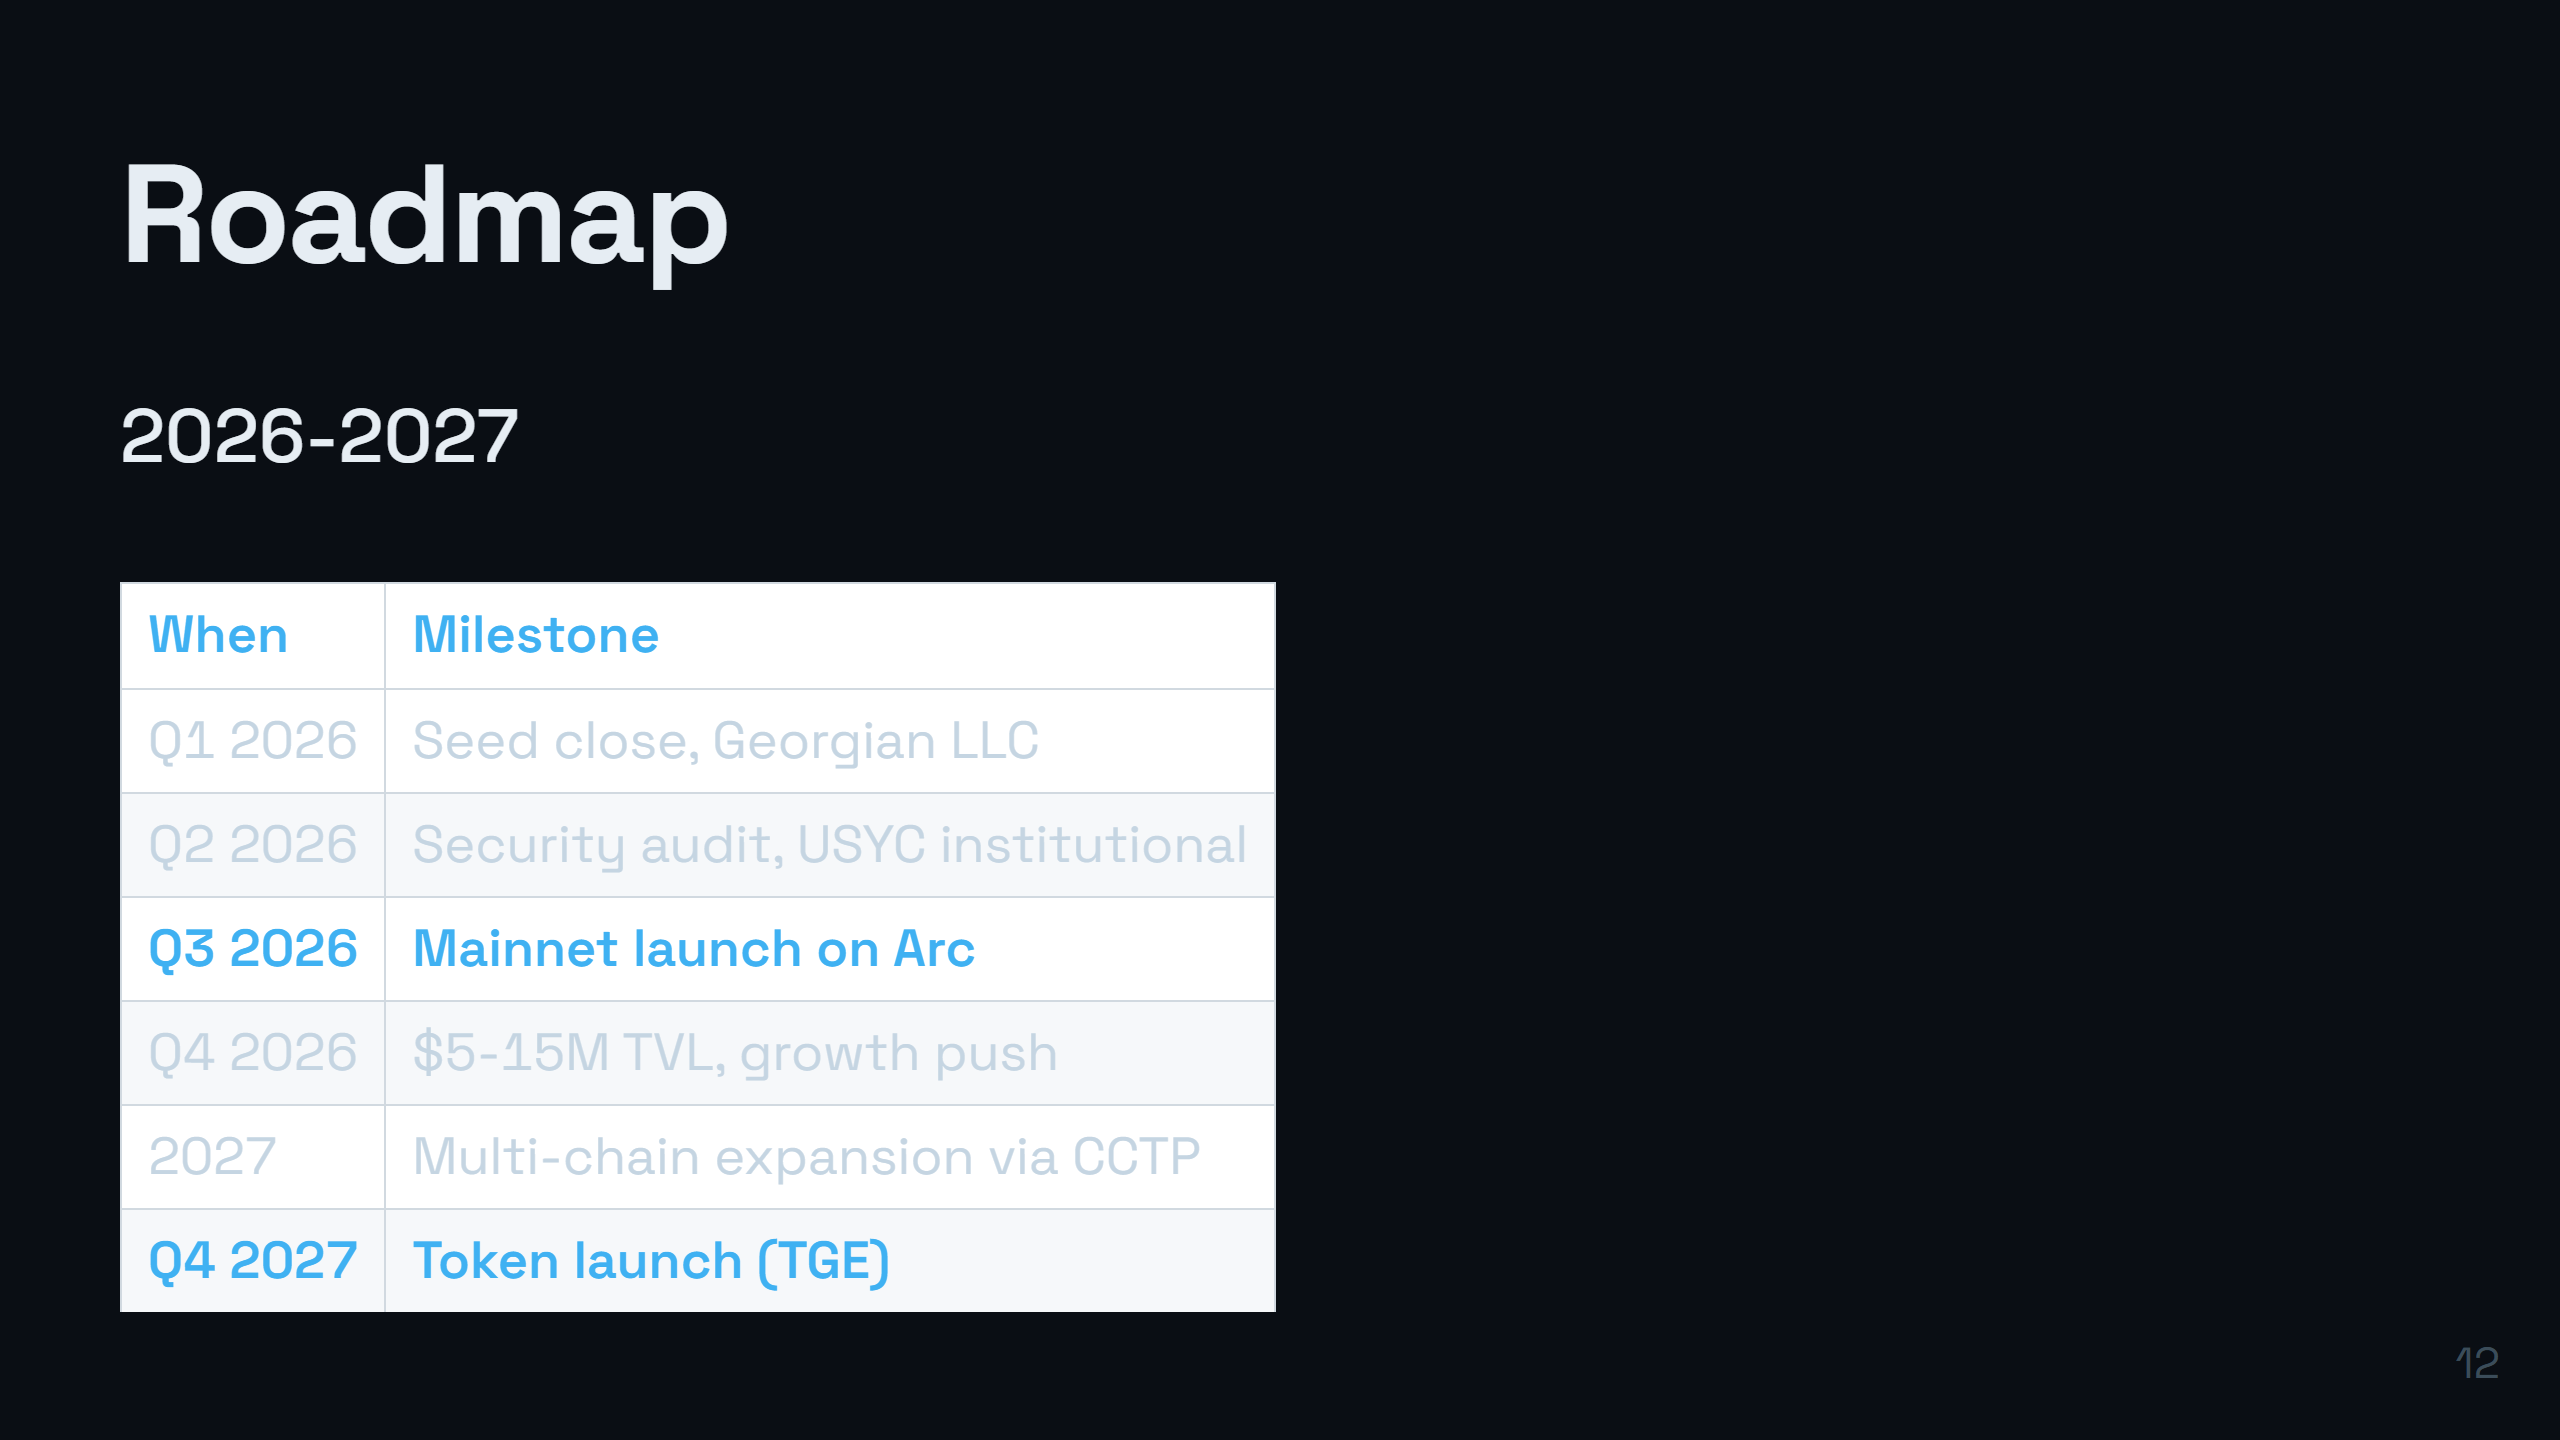 Roadmap
2026-2027
When Milestone
Q1 2026 Seed close, Georgian LLC
Q2 2026 Security audit, USYC institutional
Q3 2026 Mainnet launch on Arc
Q4 2026 $5-15M TVL, growth push
2027 Multi-chain expansion via CCTP
Q4 2027 Token launch (TGE)
12